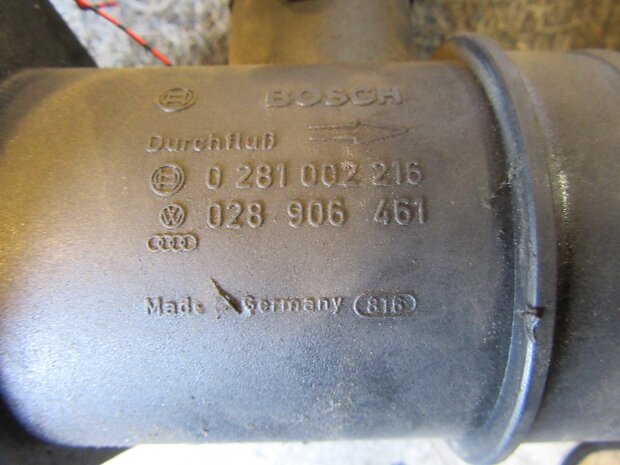 BOSCH
Durchfluß
0 281 002 216
028 906 461
Made Germany 816